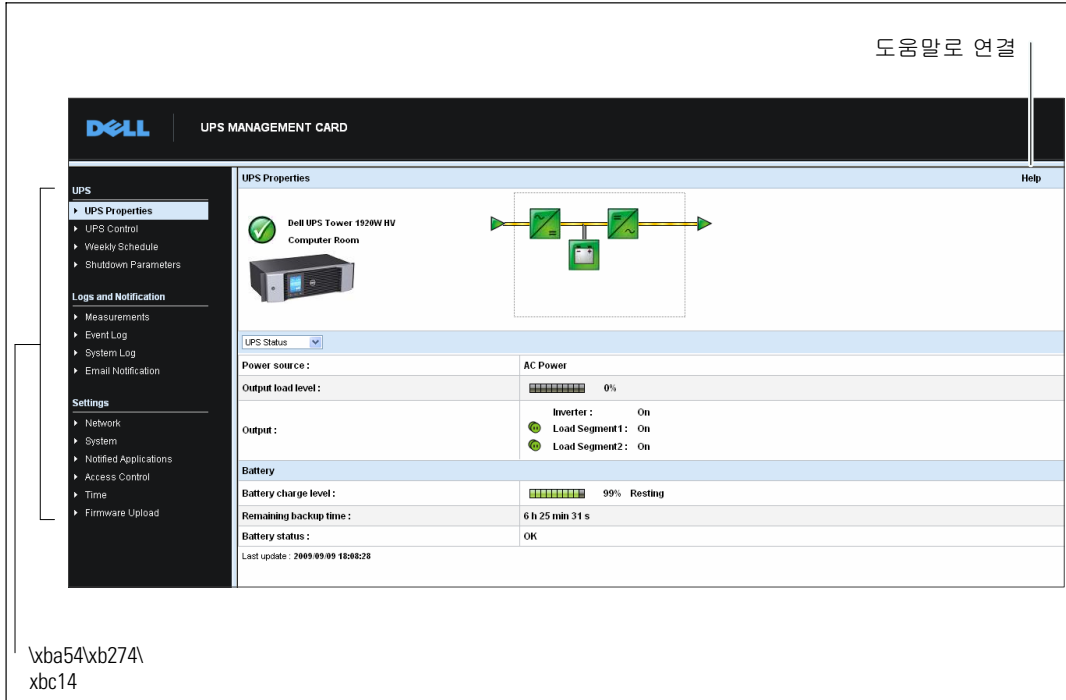 도움말로 연결
DELL
UPS MANAGEMENT CARD
UPS
UPS Properties
UPS Control
Weekly Schedule
Shutdown Parameters
Logs and Notification
Measurements
Event Log
System Log
Email Notification
Settings
Network
System
Notified Applications
Access Control
Time
Firmware Upload
UPS Properties Help
Dell UPS Tower 1920W HV
Computer Room
UPS Status
Power source : AC Power
Output load level : 0%
Output :
Inverter : On
Load Segment1 : On
Load Segment2 : On
Battery
Battery charge level : 99% Resting
Remaining backup time : 6 h 25 min 31 s
Battery status : OK
Last update : 2009/09/09 18:08:28
\xba54\xb274\
xbc14